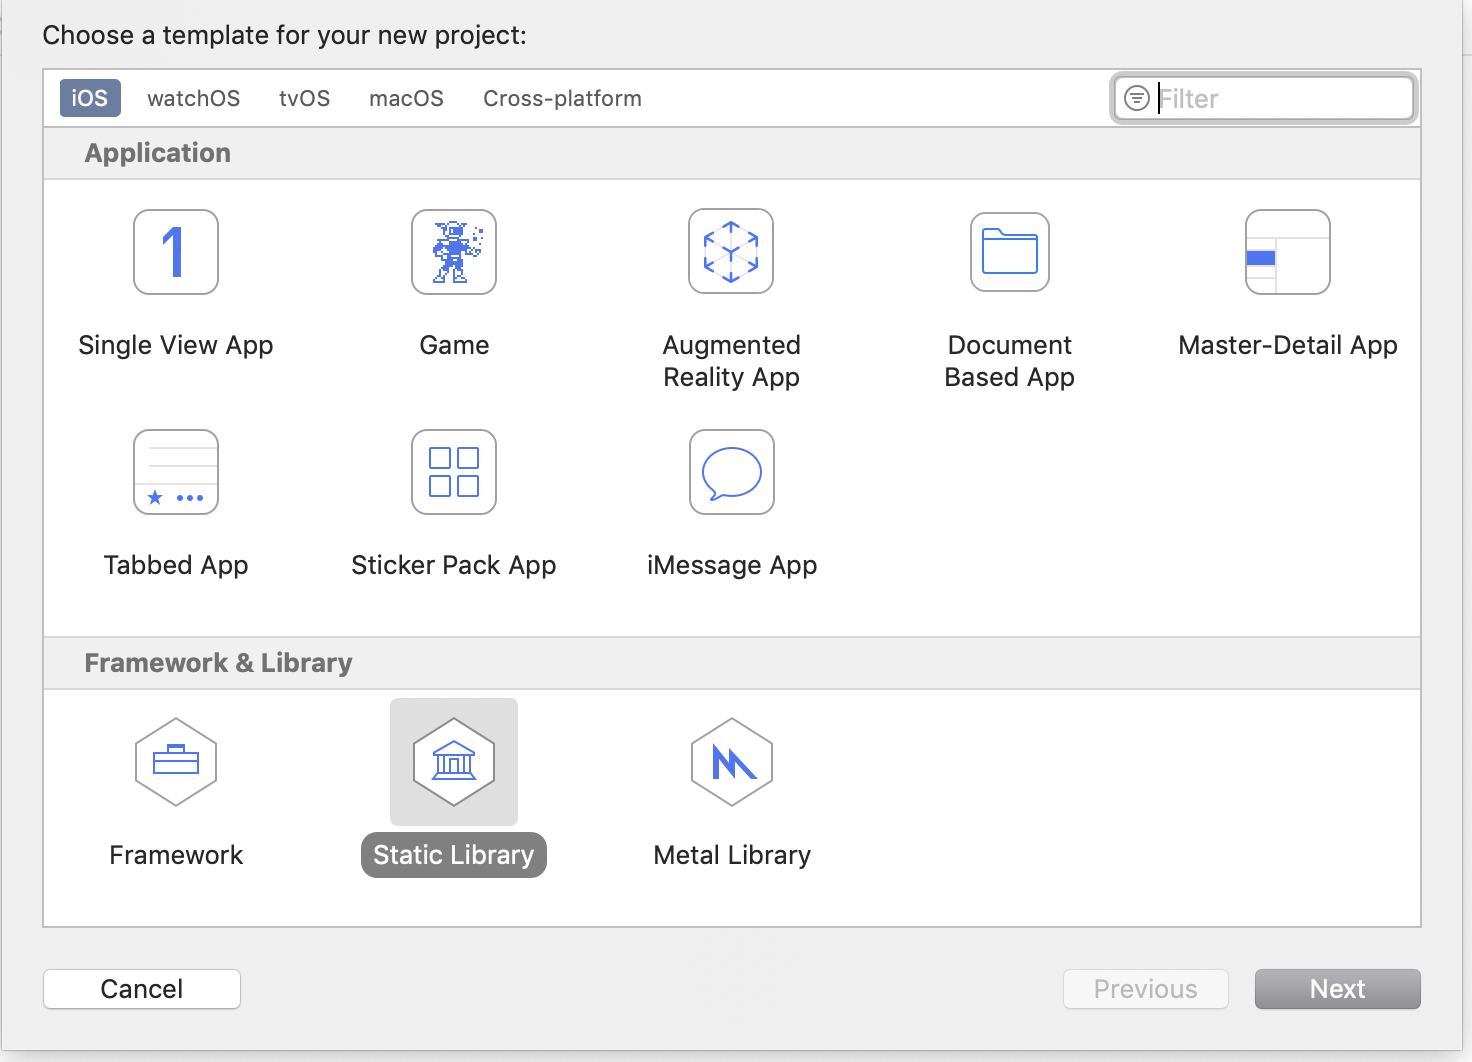 Choose a template for your new project:
iOS watchOS tvOS macOS Cross-platform Filter
Application
1
Single View App Game Augmented Reality App Document Based App Master-Detail App
Tabbed App Sticker Pack App iMessage App
Framework & Library
Framework Static Library Metal Library
Cancel Previous Next